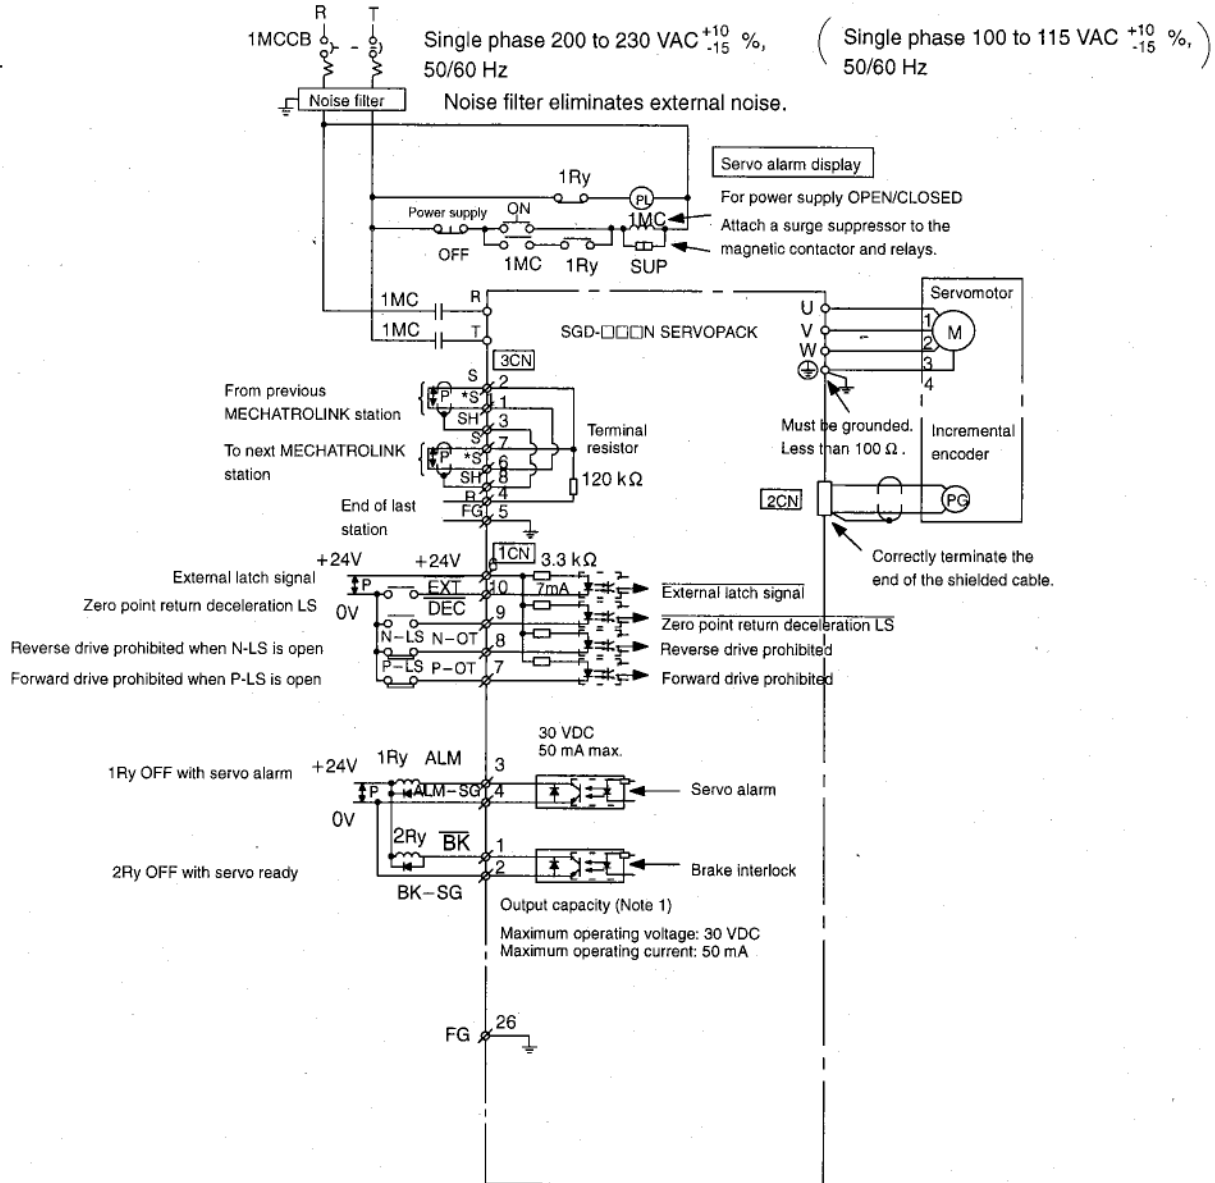 R T
1MCCB
Single phase 200 to 230 VAC +10 -15 %,
50/60 Hz
( Single phase 100 to 115 VAC +10 -15 %, )
50/60 Hz
Noise filter
Noise filter eliminates external noise.
Servo alarm display
1Ry
PL
For power supply OPEN/CLOSED
Power supply
ON
1MC
Attach a surge suppressor to the
magnetic contactor and relays.
OFF
1MC
1Ry
SUP
1MC
R
1MC
T
SGD-□□□N SERVOPACK
U
V
W
Servomotor
1
2
3
4
M
3CN
From previous
MECHATROLINK station
P
S
2
*S
1
SH
3
To next MECHATROLINK
station
P
S
7
*S
6
SH
8
R
4
FG
5
Terminal
resistor
120 kΩ
End of last
station
Must be grounded.
Less than 100 Ω .
Incremental
encoder
2CN
PG
Correctly terminate the
end of the shielded cable.
1CN
+24V
+24V
3.3 kΩ
External latch signal
P
EXT
10
7mA
External latch signal
Zero point return deceleration LS
0V
DEC
9
Zero point return deceleration LS
Reverse drive prohibited when N-LS is open
N-LS
N-OT
8
Reverse drive prohibited
Forward drive prohibited when P-LS is open
P-LS
P-OT
7
Forward drive prohibited
30 VDC
50 mA max.
1Ry OFF with servo alarm
+24V
1Ry
ALM
3
P
ALM-SG
4
Servo alarm
0V
2Ry
BK
1
2Ry OFF with servo ready
2
Brake interlock
BK-SG
Output capacity (Note 1)
Maximum operating voltage: 30 VDC
Maximum operating current: 50 mA
FG
26